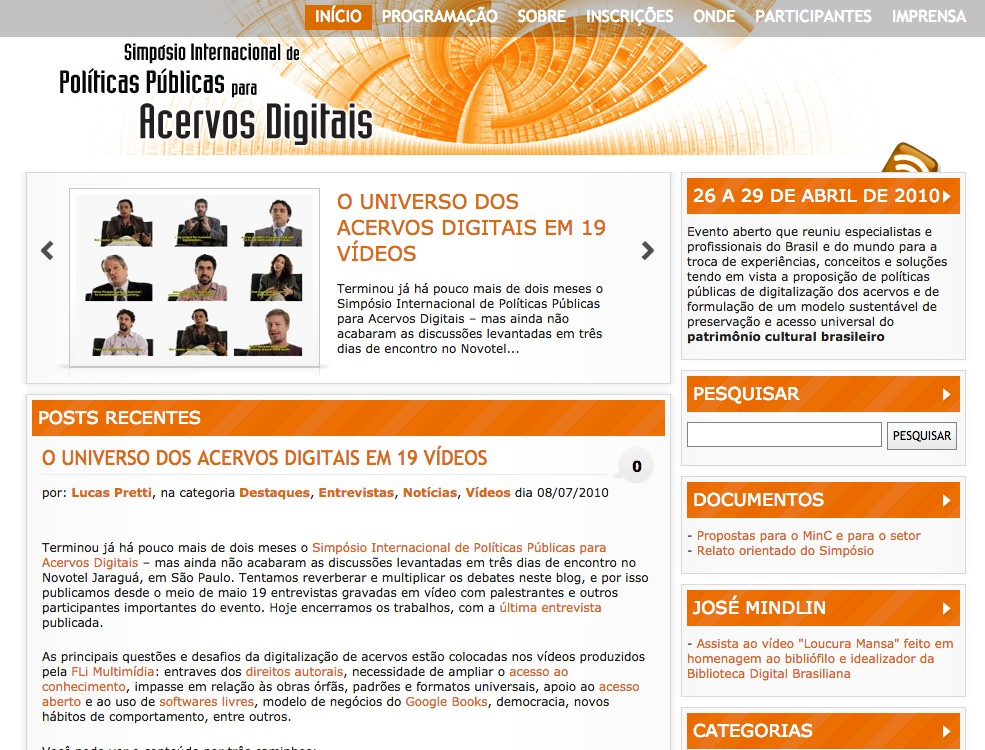 INÍCIO PROGRAMAÇÃO SOBRE INSCRIÇÕES ONDE PARTICIPANTES IMPRENSA
Simpósio Internacional de
Políticas Públicas para
Acervos Digitais
O UNIVERSO DOS
ACERVOS DIGITAIS EM 19
VÍDEOS
Terminou já há pouco mais de dois meses o
Simpósio Internacional de Políticas Públicas
para Acervos Digitais – mas ainda não
acabaram as discussões levantadas em três
dias de encontro no Novotel...
POSTS RECENTES
O UNIVERSO DOS ACERVOS DIGITAIS EM 19 VÍDEOS
0
por: Lucas Pretti, na categoria Destaques, Entrevistas, Notícias, Vídeos dia 08/07/2010
Terminou já há pouco mais de dois meses o Simpósio Internacional de Políticas Públicas para
Acervos Digitais – mas ainda não acabaram as discussões levantadas em três dias de encontro no
Novotel Jaraguá, em São Paulo. Tentamos reverberar e multiplicar os debates neste blog, e por isso
publicamos desde o meio de maio 19 entrevistas gravadas em vídeo com palestrantes e outros
participantes importantes do evento. Hoje encerramos os trabalhos, com a última entrevista
publicada.
As principais questões e desafios da digitalização de acervos estão colocadas nos vídeos produzidos
pela FLi Multimídia: entraves dos direitos autorais, necessidade de ampliar o acesso ao
conhecimento, impasse em relação às obras órfãs, padrões e formatos universais, apoio ao acesso
aberto e ao uso de softwares livres, modelo de negócios do Google Books, democracia, novos
hábitos de comportamento, entre outros.
Você pode ver o conteúdo por três caminhos:
26 A 29 DE ABRIL DE 2010
Evento aberto que reuniu especialistas e
profissionais do Brasil e do mundo para a
troca de experiências, conceitos e soluções
tendo em vista a proposição de políticas
públicas de digitalização dos acervos e de
formulação de um modelo sustentável de
preservação e acesso universal do
patrimônio cultural brasileiro
PESQUISAR
PESQUISAR
DOCUMENTOS
- Propostas para o MinC e para o setor
- Relato orientado do Simpósio
JOSÉ MINDLIN
- Assista ao vídeo "Loucura Mansa" feito em
homenagem ao bibliófilo e idealizador da
Biblioteca Digital Brasiliana
CATEGORIAS